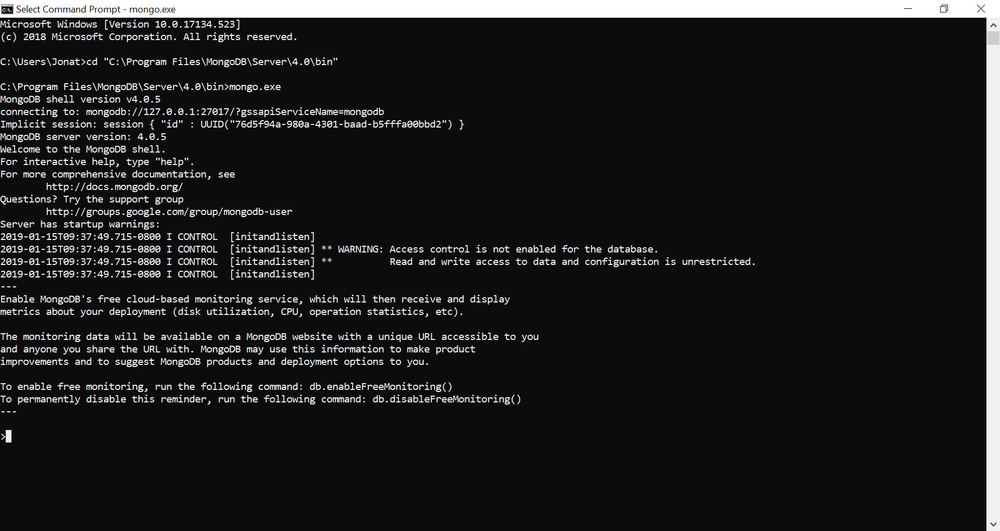 Select Command Prompt - mongo.exe
Microsoft Windows [Version 10.0.17134.523]
(c) 2018 Microsoft Corporation. All rights reserved.
C:\Users\Jonat>cd "C:\Program Files\MongoDB\Server\4.0\bin"
C:\Program Files\MongoDB\Server\4.0\bin>mongo.exe
MongoDB shell version v4.0.5
connecting to: mongodb://127.0.0.1:27017/?gssapiServiceName=mongodb
Implicit session: session { "id" : UUID("76d5f94a-980a-4301-baad-b5fffa00bbd2") }
MongoDB server version: 4.0.5
Welcome to the MongoDB shell.
For interactive help, type "help".
For more comprehensive documentation, see
http://docs.mongodb.org/
Questions? Try the support group
http://groups.google.com/group/mongodb-user
Server has startup warnings:
2019-01-15T09:37:49.715-0800 I CONTROL  [initandlisten]
2019-01-15T09:37:49.715-0800 I CONTROL  [initandlisten] ** WARNING: Access control is not enabled for the database.
2019-01-15T09:37:49.715-0800 I CONTROL  [initandlisten] **          Read and write access to data and configuration is unrestricted.
2019-01-15T09:37:49.715-0800 I CONTROL  [initandlisten]
---
Enable MongoDB's free cloud-based monitoring service, which will then receive and display
metrics about your deployment (disk utilization, CPU, operation statistics, etc).
The monitoring data will be available on a MongoDB website with a unique URL accessible to you
and anyone you share the URL with. MongoDB may use this information to make product
improvements and to suggest MongoDB products and deployment options to you.
To enable free monitoring, run the following command: db.enableFreeMonitoring()
To permanently disable this reminder, run the following command: db.disableFreeMonitoring()
---
>